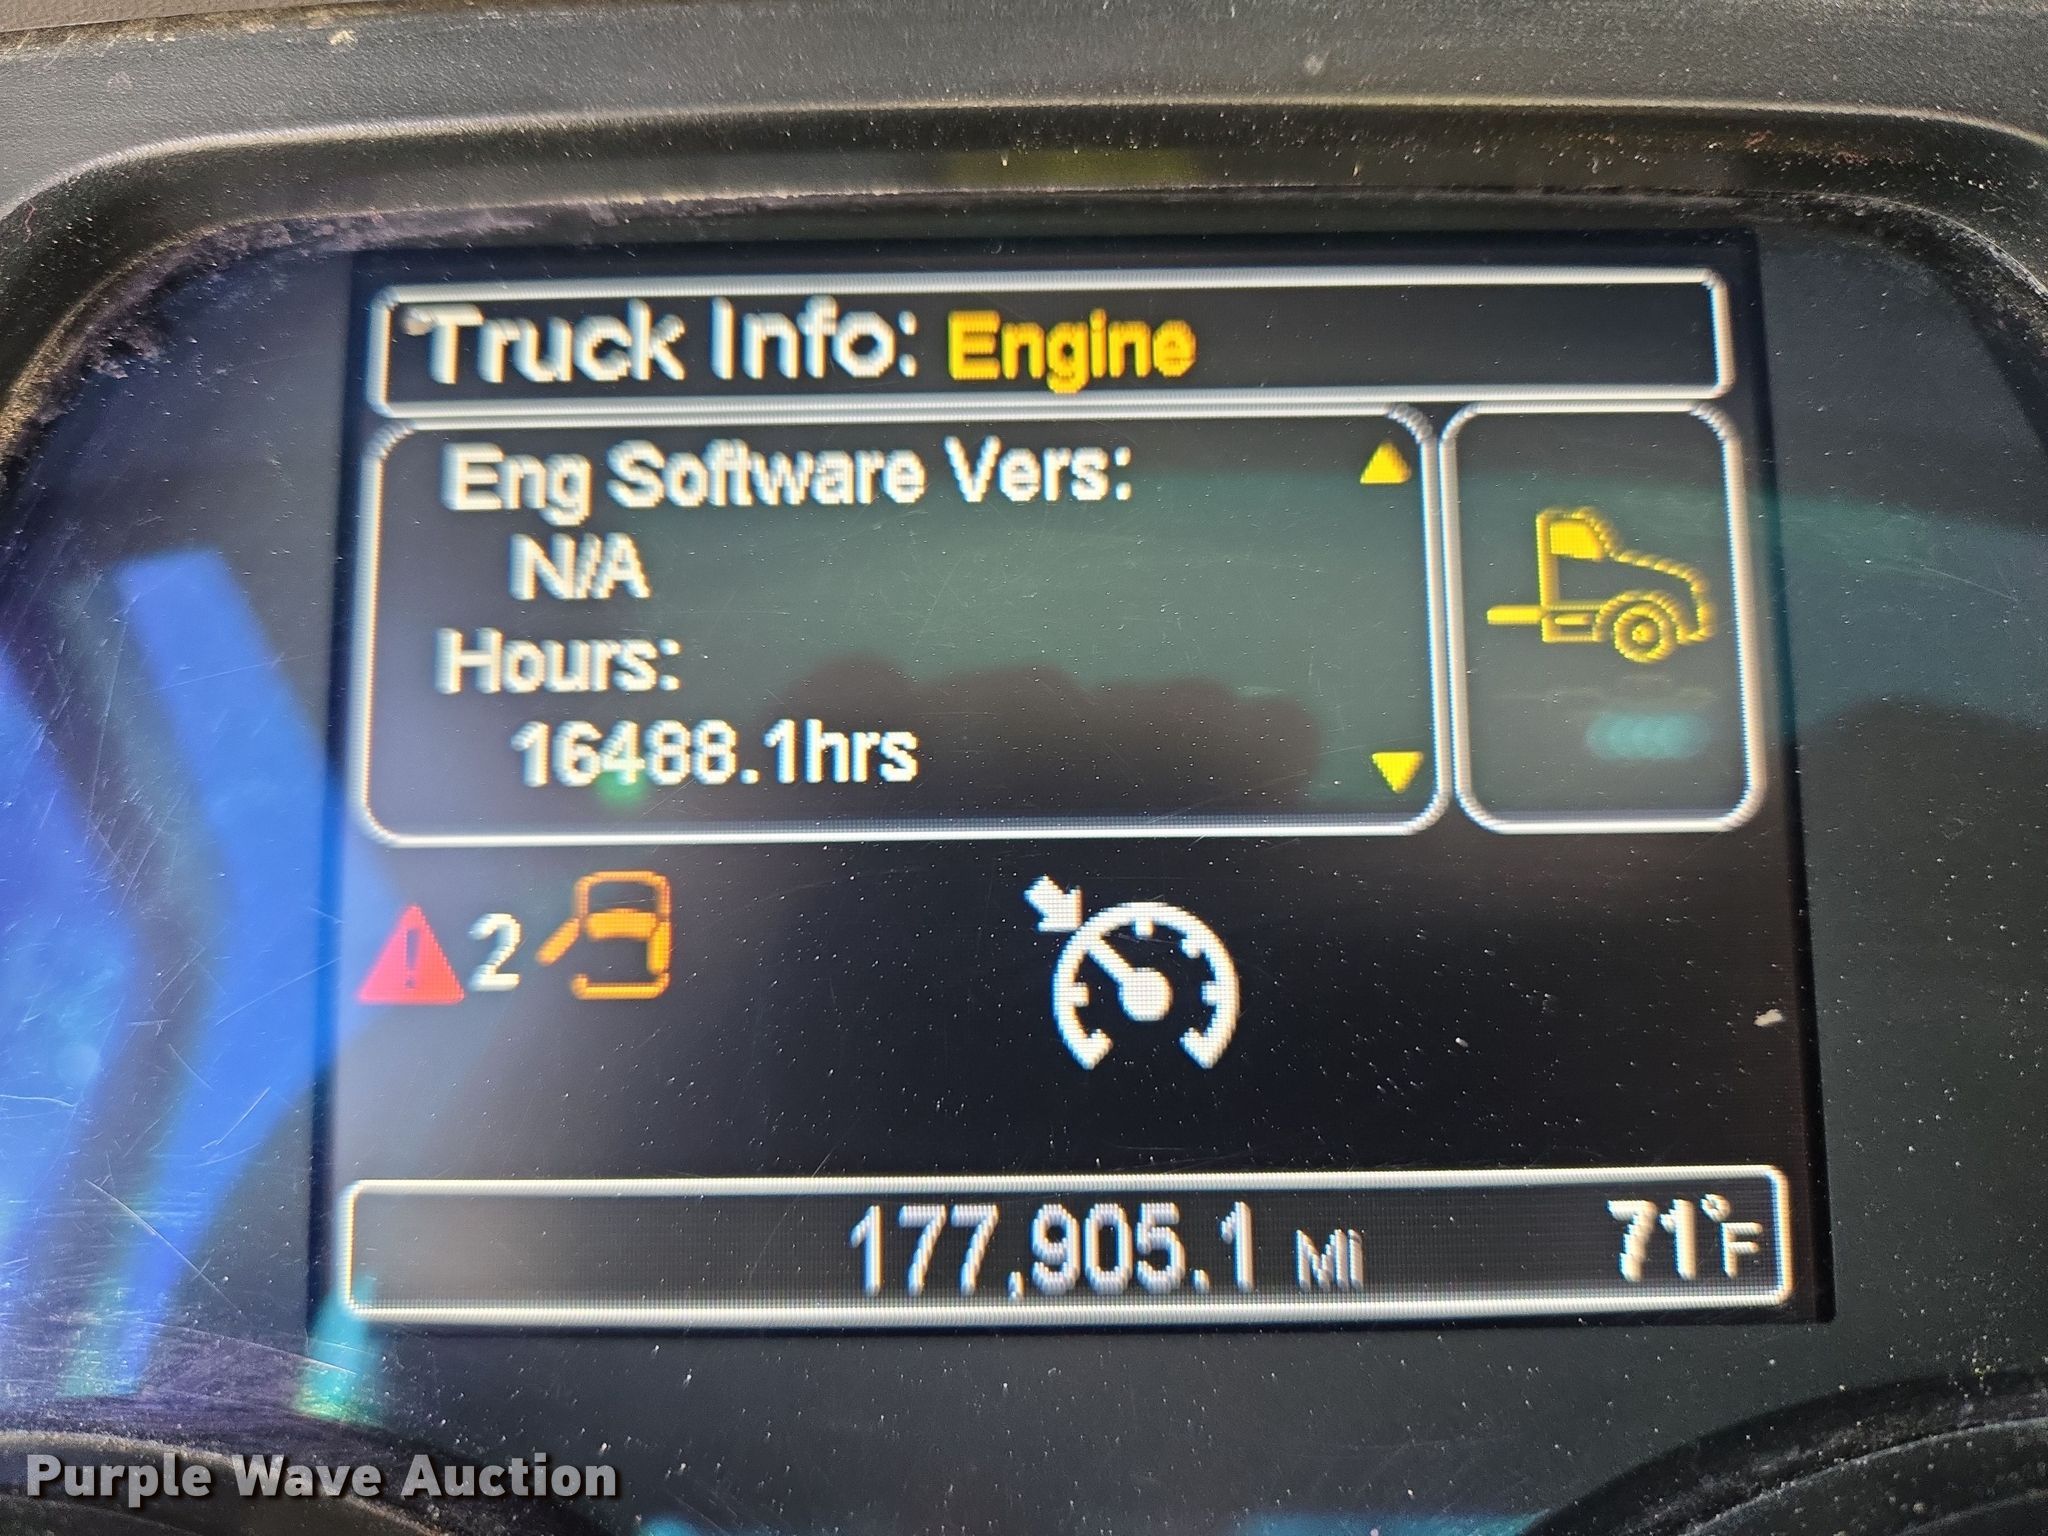 Truck Info: Engine
Eng Software Vers:
N/A
Hours:
16488.1hrs
! 2
177,905.1 Mi
71°F
Purple Wave Auction